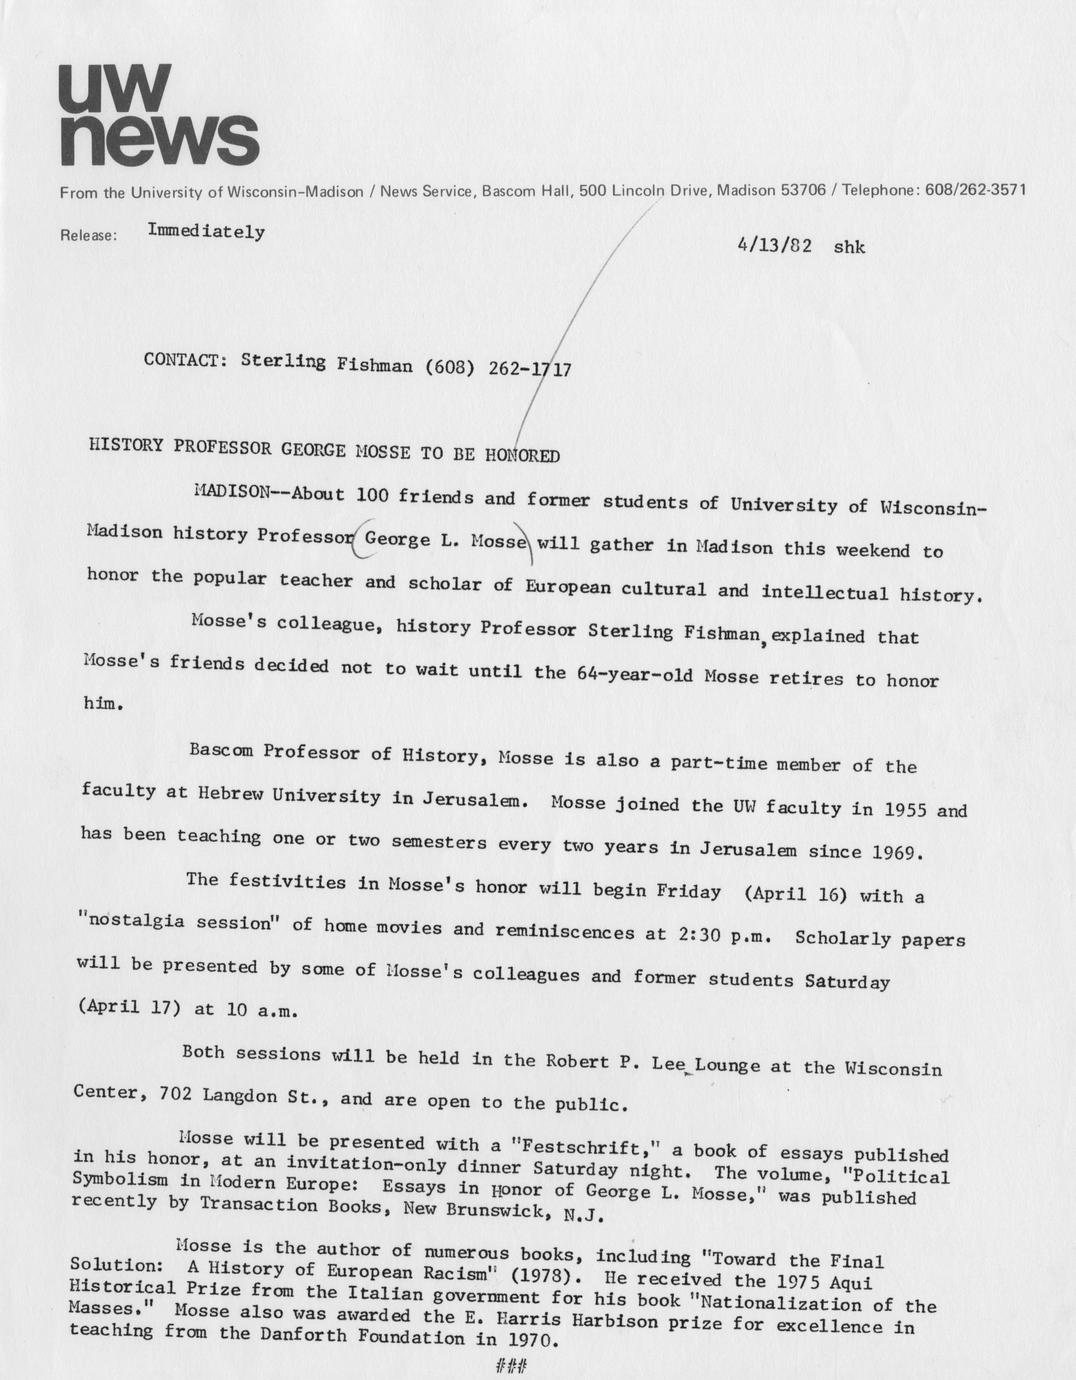 uw
news
From the University of Wisconsin-Madison / News Service, Bascom Hall, 500 Lincoln Drive, Madison 53706 / Telephone: 608/262-3571
Release: Immediately
4/13/82 shk
CONTACT: Sterling Fishman (608) 262-1717
HISTORY PROFESSOR GEORGE MOSSE TO BE HONORED
MADISON--About 100 friends and former students of University of Wisconsin-
Madison history Professor George L. Mosse will gather in Madison this weekend to
honor the popular teacher and scholar of European cultural and intellectual history.
Mosse's colleague, history Professor Sterling Fishman, explained that
Mosse's friends decided not to wait until the 64-year-old Mosse retires to honor
him.
Bascom Professor of History, Mosse is also a part-time member of the
faculty at Hebrew University in Jerusalem. Mosse joined the UW faculty in 1955 and
has been teaching one or two semesters every two years in Jerusalem since 1969.
The festivities in Mosse's honor will begin Friday (April 16) with a
"nostalgia session" of home movies and reminiscences at 2:30 p.m. Scholarly papers
will be presented by some of Mosse's colleagues and former students Saturday
(April 17) at 10 a.m.
Both sessions will be held in the Robert P. Lee Lounge at the Wisconsin
Center, 702 Langdon St., and are open to the public.
Mosse will be presented with a "Festschrift," a book of essays published
in his honor, at an invitation-only dinner Saturday night. The volume, "Political
Symbolism in Modern Europe: Essays in Honor of George L. Mosse," was published
recently by Transaction Books, New Brunswick, N.J.
Mosse is the author of numerous books, including "Toward the Final
Solution: A History of European Racism" (1978). He received the 1975 Aqui
Historical Prize from the Italian government for his book "Nationalization of the
Masses." Mosse also was awarded the E. Harris Harbison prize for excellence in
teaching from the Danforth Foundation in 1970.
###